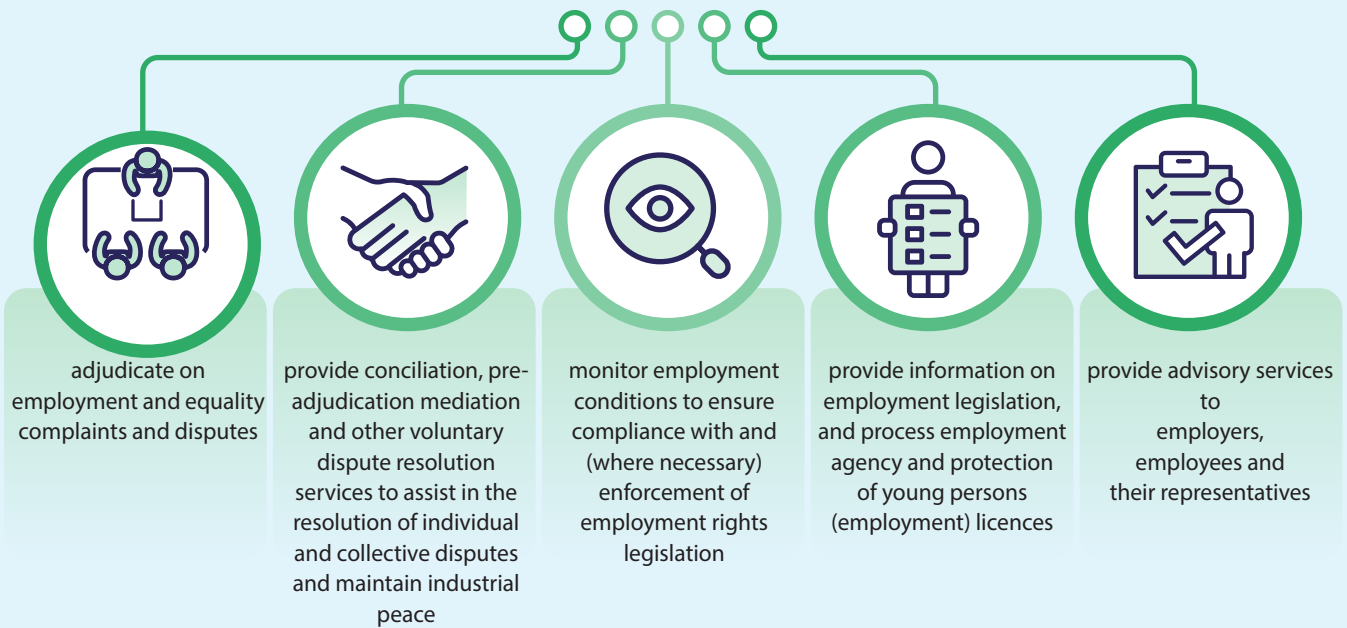 adjudicate on
employment and equality
complaints and disputes
provide conciliation, pre-
adjudication mediation
and other voluntary
dispute resolution
services to assist in the
resolution of individual
and collective disputes
and maintain industrial
peace
monitor employment
conditions to ensure
compliance with and
(where necessary)
enforcement of
employment rights
legislation
provide information on
employment legislation,
and process employment
agency and protection
of young persons
(employment) licences
provide advisory services
to
employers,
employees and
their representatives